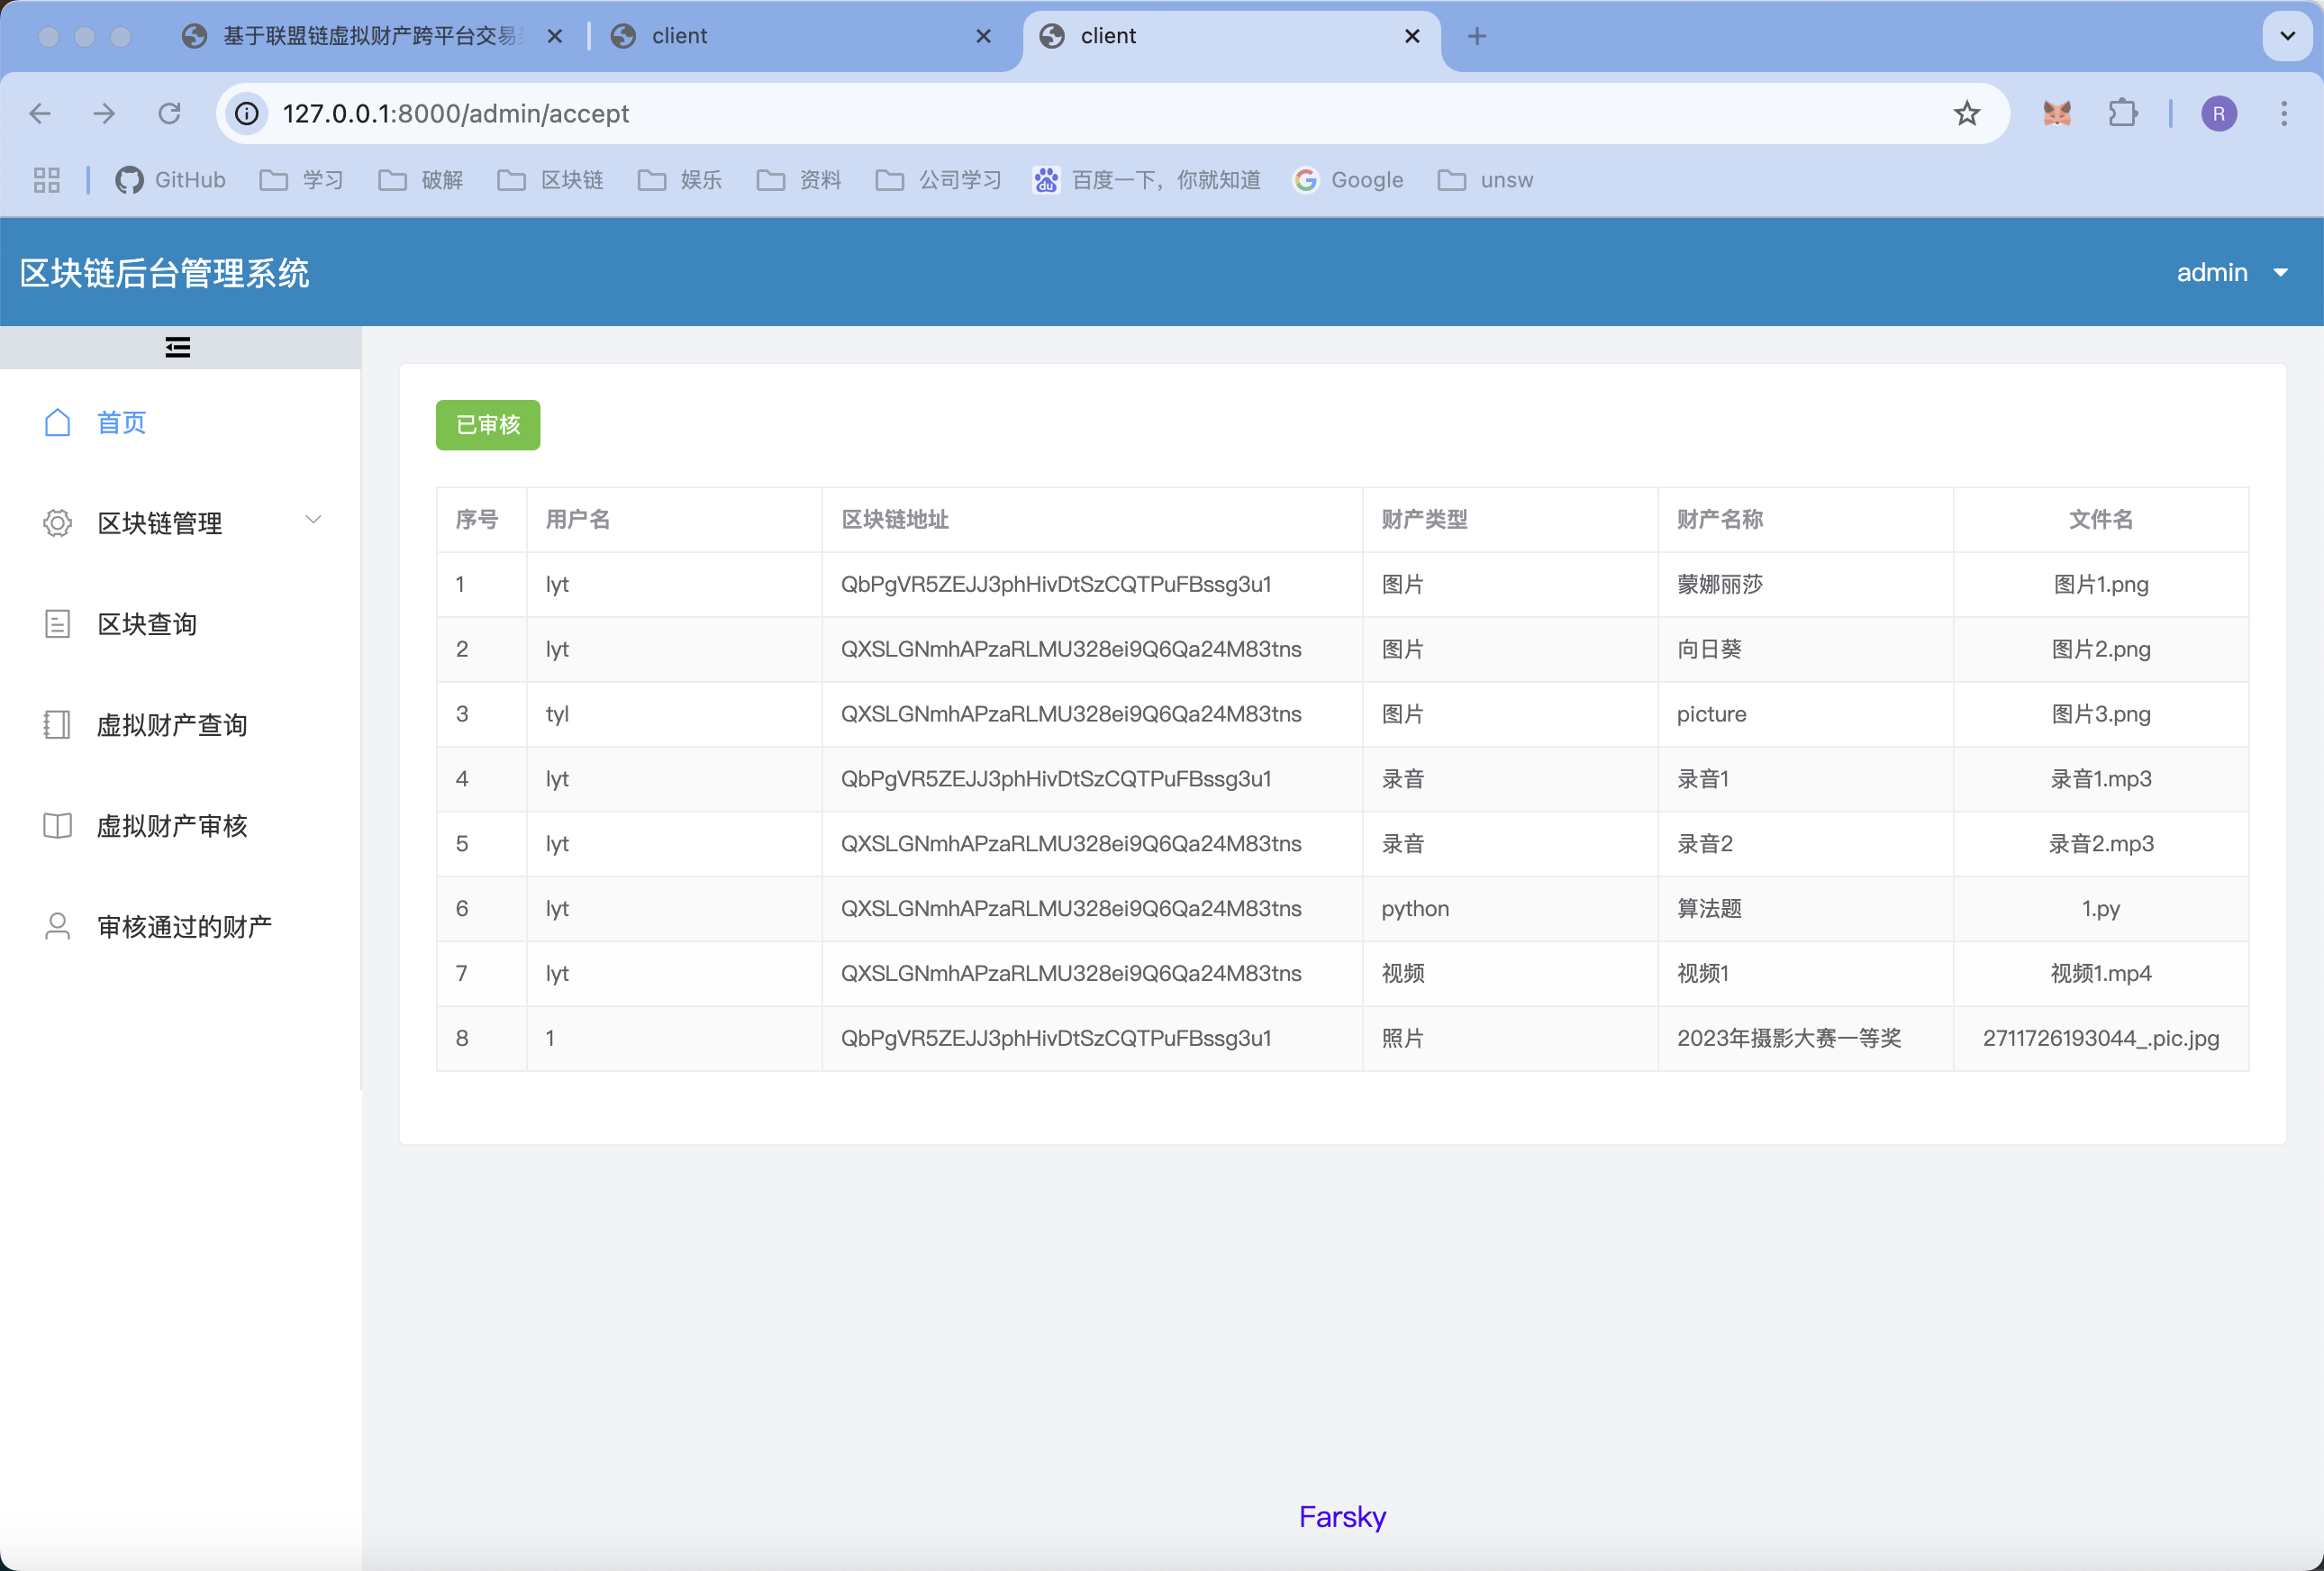 基于联盟链虚拟财产跨平台交易 client client
127.0.0.1:8000/admin/accept R
GitHub 学习 破解 区块链 娱乐 资料 公司学习 du 百度一下，你就知道 Google unsw
区块链后台管理系统 admin
首页
区块链管理
区块查询
虚拟财产查询
虚拟财产审核
审核通过的财产
已审核
序号 用户名 区块链地址 财产类型 财产名称 文件名
1 lyt QbPgVR5ZEJJ3phHivDtSzCQTPuFBssg3u1 图片 蒙娜丽莎 图片1.png
2 lyt QXSLGNmhAPzaRLMU328ei9Q6Qa24M83tns 图片 向日葵 图片2.png
3 tyl QXSLGNmhAPzaRLMU328ei9Q6Qa24M83tns 图片 picture 图片3.png
4 lyt QbPgVR5ZEJJ3phHivDtSzCQTPuFBssg3u1 录音 录音1 录音1.mp3
5 lyt QXSLGNmhAPzaRLMU328ei9Q6Qa24M83tns 录音 录音2 录音2.mp3
6 lyt QXSLGNmhAPzaRLMU328ei9Q6Qa24M83tns python 算法题 1.py
7 lyt QXSLGNmhAPzaRLMU328ei9Q6Qa24M83tns 视频 视频1 视频1.mp4
8 1 QbPgVR5ZEJJ3phHivDtSzCQTPuFBssg3u1 照片 2023年摄影大赛一等奖 2711726193044_.pic.jpg
Farsky